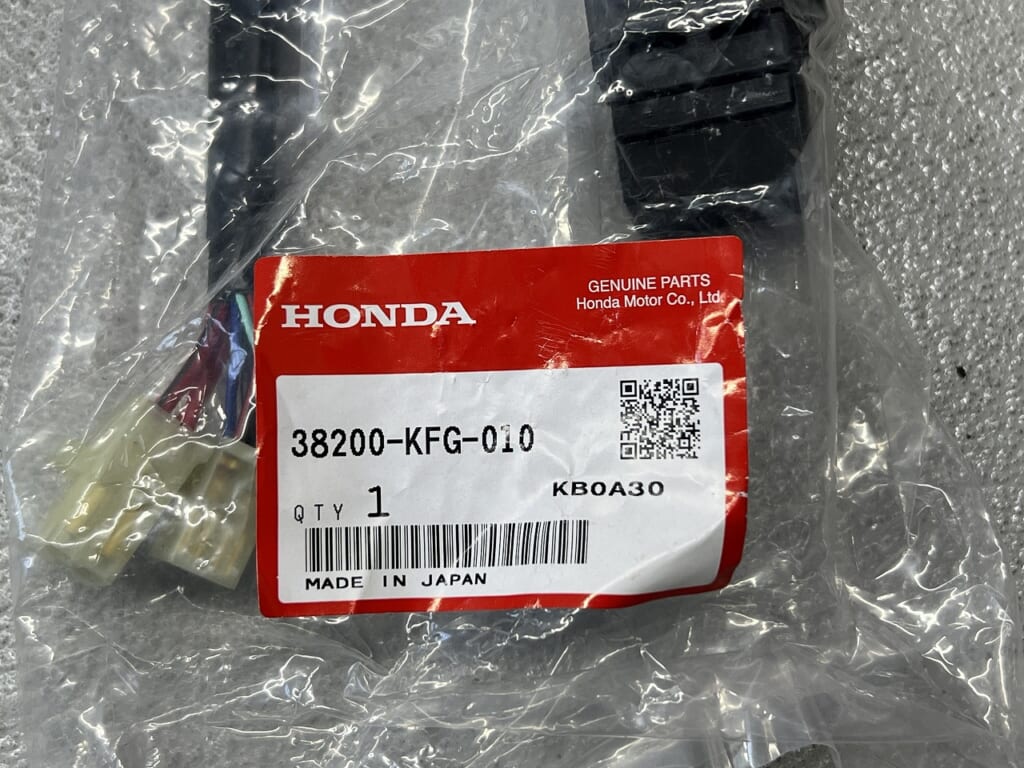 HONDA
GENUINE PARTS
Honda Motor Co., Ltd.
38200-KFG-010
KB0A30
QTY 1
MADE IN JAPAN